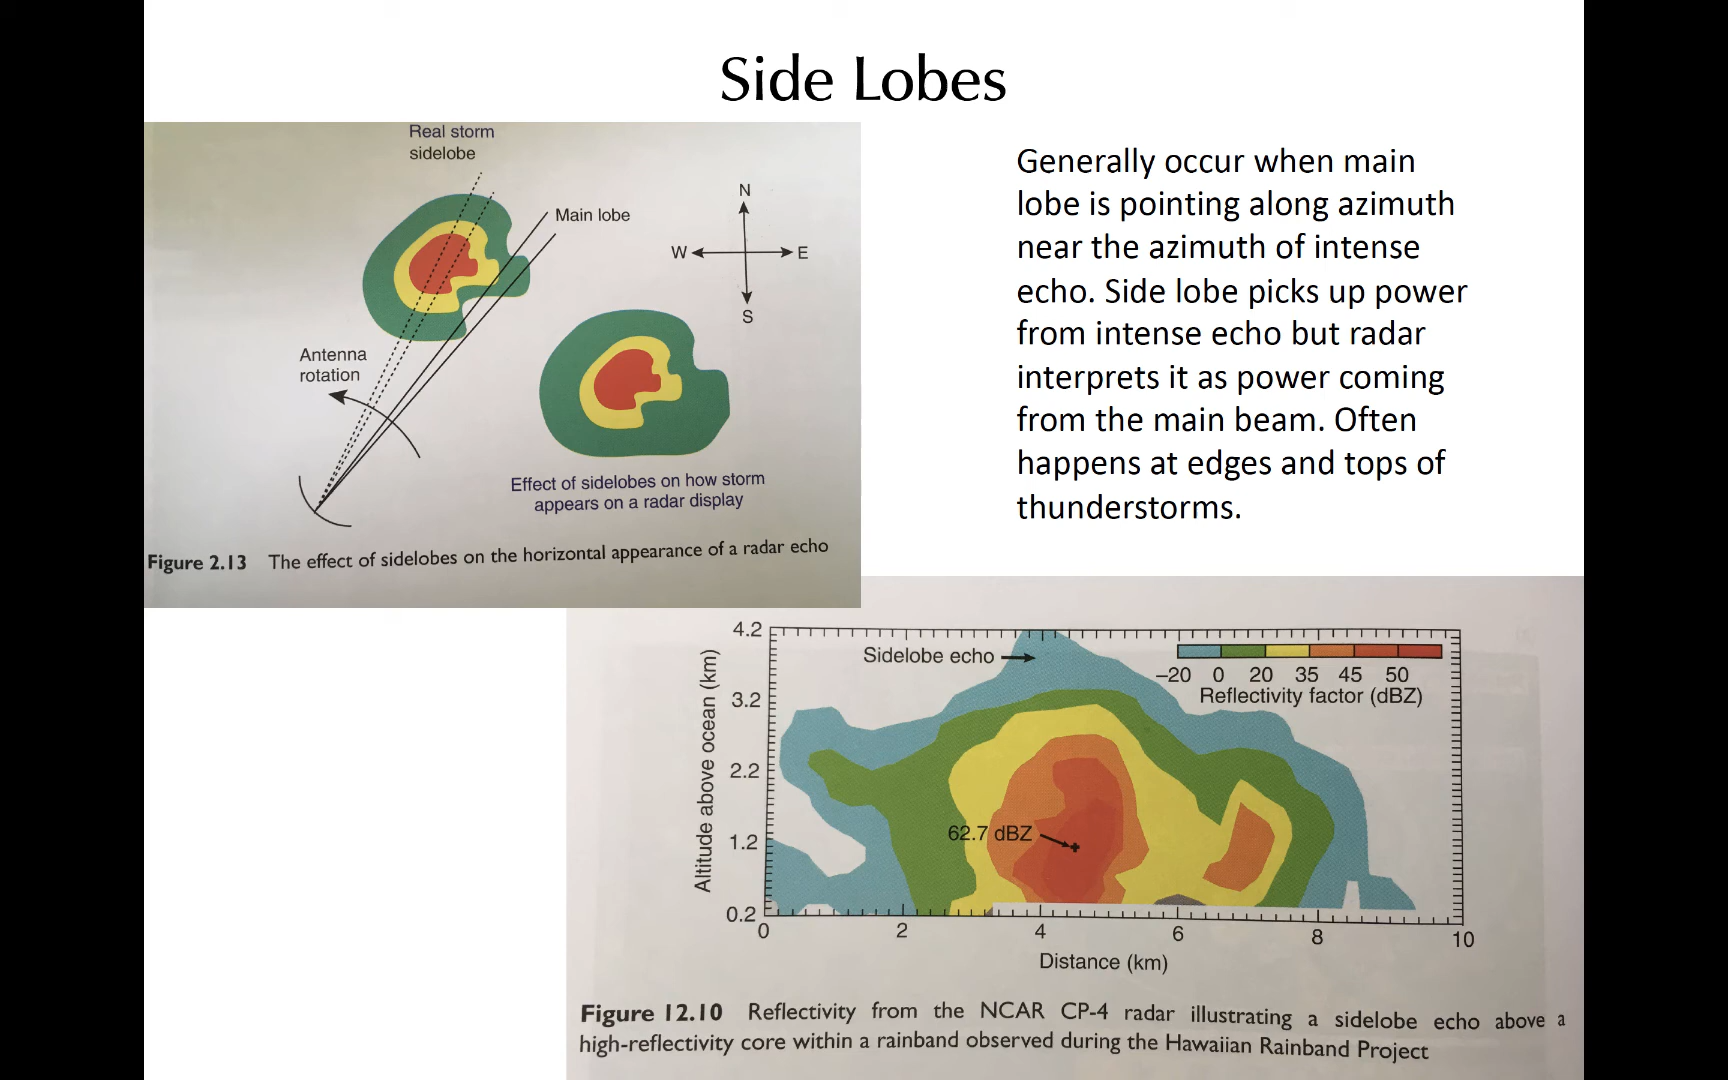 Side Lobes
Real storm
sidelobe
Main lobe
N
W
E
S
Antenna
rotation
Effect of sidelobes on how storm
appears on a radar display
Figure 2.13 The effect of sidelobes on the horizontal appearance of a radar echo
Generally occur when main
lobe is pointing along azimuth
near the azimuth of intense
echo. Side lobe picks up power
from intense echo but radar
interprets it as power coming
from the main beam. Often
happens at edges and tops of
thunderstorms.
4.2
Sidelobe echo
−20 0 20 35 45 50
Reflectivity factor (dBZ)
3.2
2.2
62.7 dBZ
1.2
0.2
Altitude above ocean (km)
0 2 4 6 8 10
Distance (km)
Figure 12.10 Reflectivity from the NCAR CP-4 radar illustrating a sidelobe echo above a
high-reflectivity core within a rainband observed during the Hawaiian Rainband Project